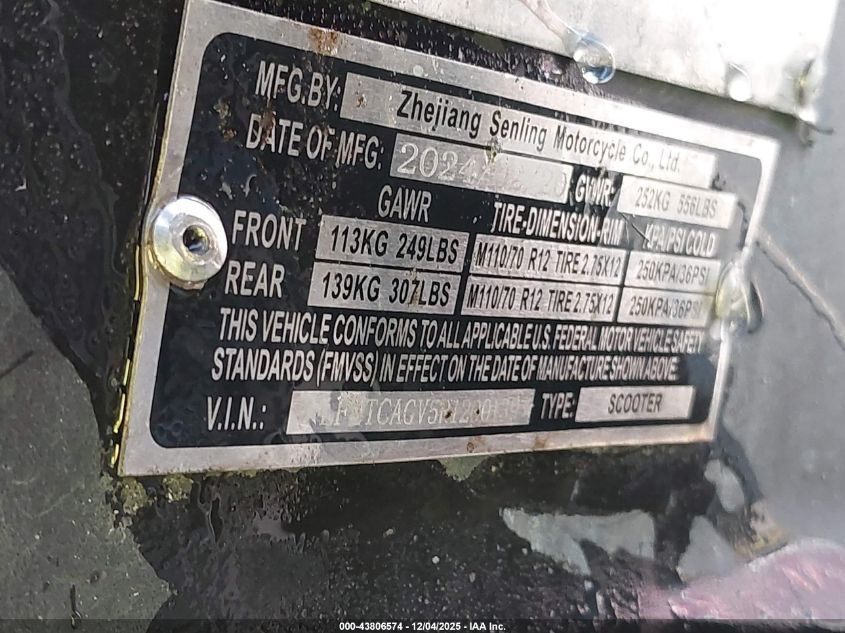 MFG.BY: Zhejiang Senling Motorcycle Co., Ltd.
DATE OF MFG: GVWR- 252KG 556LBS
GAWR TIRE-DIMENSION-RIM KPA/PSI COLD
FRONT 113KG 249LBS M110/70 R12 TIRE 2.75X12 250KPA/36PSI
REAR 139KG 307LBS M110/70 R12 TIRE 2.75X12 250KPA/36PSI
THIS VEHICLE CONFORMS TO ALL APPLICABLE U.S. FEDERAL MOTOR VEHICLE SAFETY
STANDARDS (FMVSS) IN EFFECT ON THE DATE OF MANUFACTURE SHOWN ABOVE.
V.I.N.: TYPE: SCOOTER
000-43806574 - 12/04/2025 - IAA Inc.